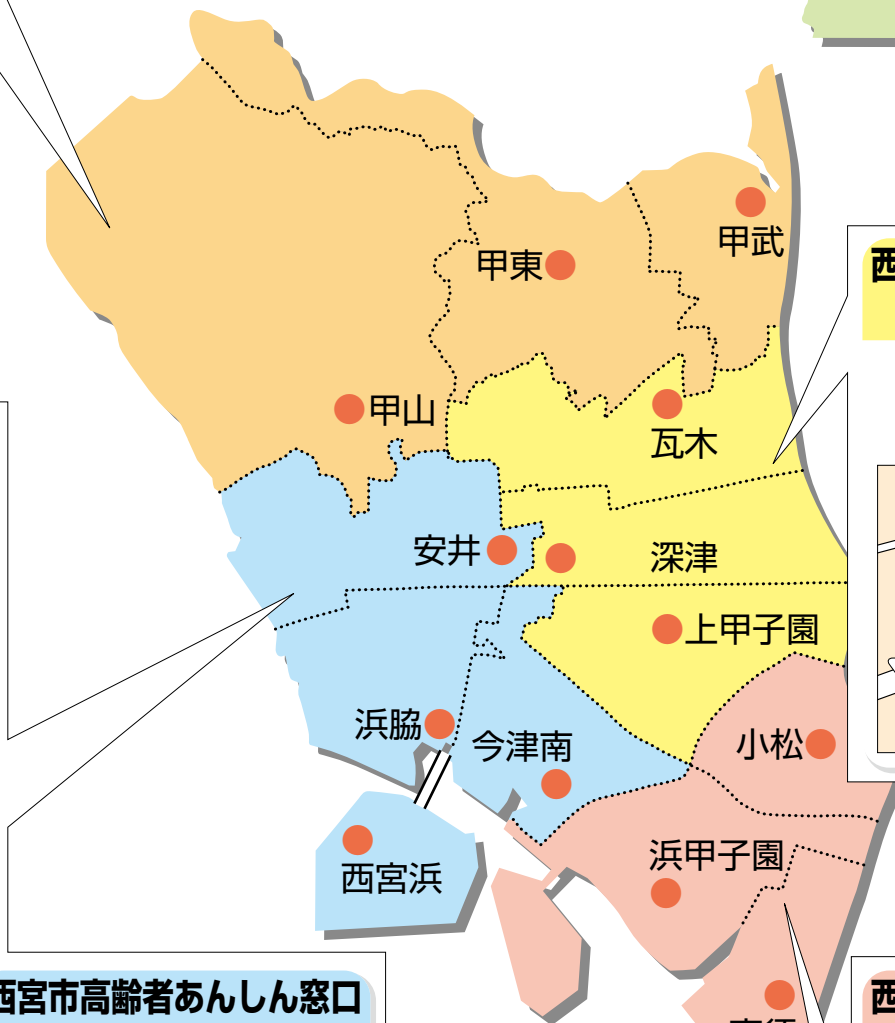 甲武
甲東
西
甲山
瓦木
安井
深津
上甲子園
浜脇
今津南
小松
浜甲子園
西宮浜
西宮市高齢者あんしん窓口
西